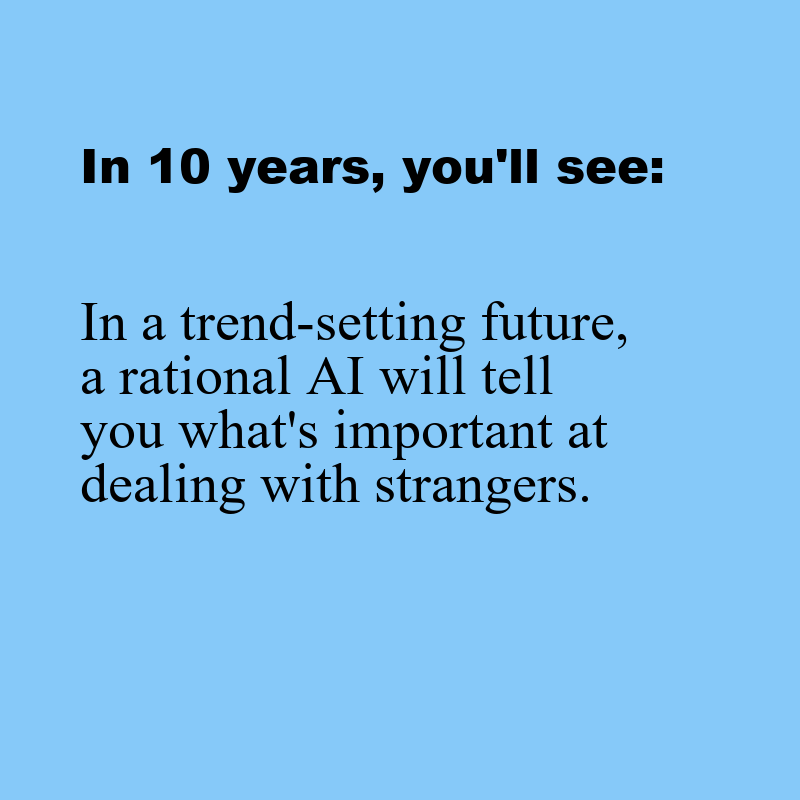 In 10 years, you'll see:
In a trend-setting future,
a rational AI will tell
you what's important at
dealing with strangers.